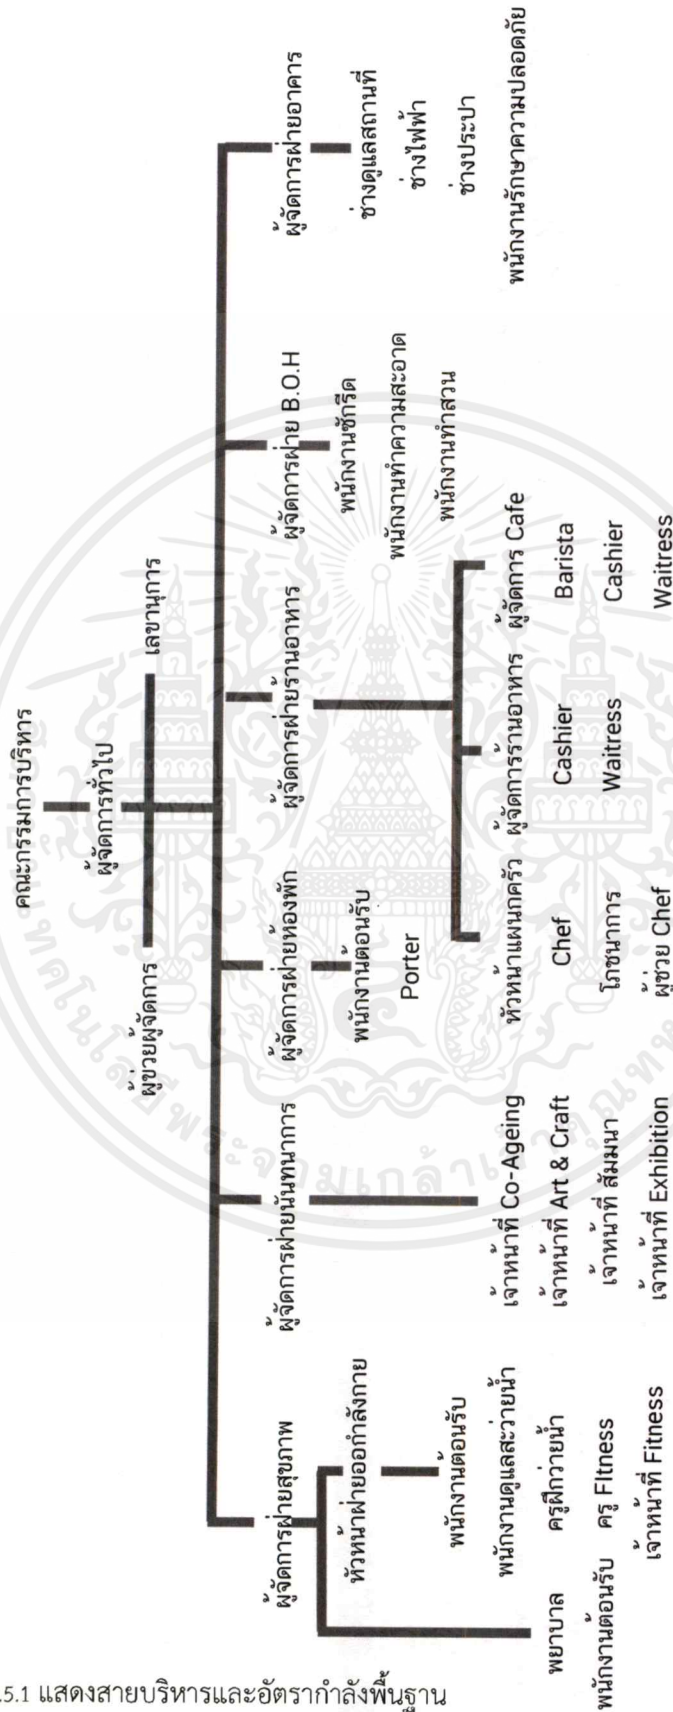 คณะกรรมการบริหาร
ผู้จัดการทั่วไป
ผู้ช่วยผู้จัดการ
เลขานุการ
ผู้จัดการฝ่ายสุขภาพ
ผู้จัดการฝ่ายนันทนาการ
ผู้จัดการฝ่ายห้องพัก
ผู้จัดการฝ่ายรานอาหาร
ผู้จัดการฝ่าย B.O.H
ผู้จัดการฝ่ายอาคาร
หัวหน้าฝ่ายออกำลังกาย
พนักงานต้อนรับ
พนักงานดูแลสะว่ายน้ำ
ครูฝึกว่ายน้ำ
ครู FItness
เจ้าหน้าที่ Fitness
พยาบาล
พนักงานต้อนรับ
เจ้าหน้าที่ Co-Ageing
เจ้าหน้าที่ Art & Craft
เจ้าหน้าที่ สัมมนา
เจ้าหน้าที่ Exhibition
พนักงานต้อนรับ
Porter
หัวหน้าแผนกครัว
Chef
โภชนาการ
ผู้ช่วย Chef
ผู้จัดการร้านอาหาร
Cashier
Waitress
ผู้จัดการ Cafe
Barista
Cashier
Waitress
พนักงานซักรีด
พนักงานทำความสะอาด
พนักงานทำสวน
ช่างดูแลสถานที่
ช่างไฟฟ้า
ช่างประปา
พนักงานรักษาความปลอดภัย
.5.1 แสดงสายบริหารและอัตรากำลังพื้นฐาน